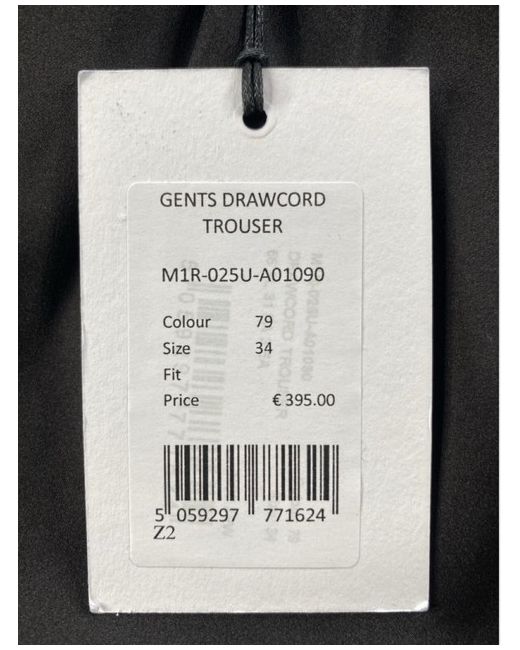 GENTS DRAWCORD
TROUSER
M1R-025U-A01090
Colour 79
Size 34
Fit
Price € 395.00
5 059297 771624
Z2